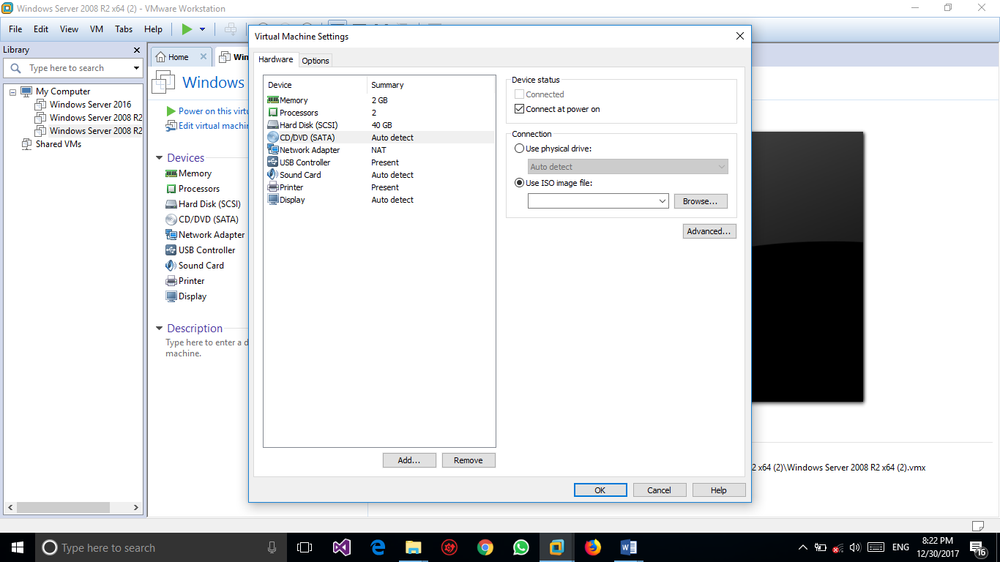 Windows Server 2008 R2 x64 (2) - VMware Workstation
File Edit View VM Tabs Help
Library
Type here to search
My Computer
Windows Server 2016
Windows Server 2008 R2
Windows Server 2008 R2
Shared VMs
Home
Win
Windows
Power on this virtu
Edit virtual machin
Devices
Memory
Processors
Hard Disk (SCSI)
CD/DVD (SATA)
Network Adapter
USB Controller
Sound Card
Printer
Display
Description
Type here to enter a d
machine.
Virtual Machine Settings
Hardware Options
Device Summary
Memory 2 GB
Processors 2
Hard Disk (SCSI) 40 GB
CD/DVD (SATA) Auto detect
Network Adapter NAT
USB Controller Present
Sound Card Auto detect
Printer Present
Display Auto detect
Add... Remove
Device status
Connected
Connect at power on
Connection
Use physical drive:
Auto detect
Use ISO image file:
Browse...
Advanced...
OK Cancel Help
2 x64 (2)\Windows Server 2008 R2 x64 (2).vmx
Type here to search
ENG
8:22 PM
12/30/2017
16